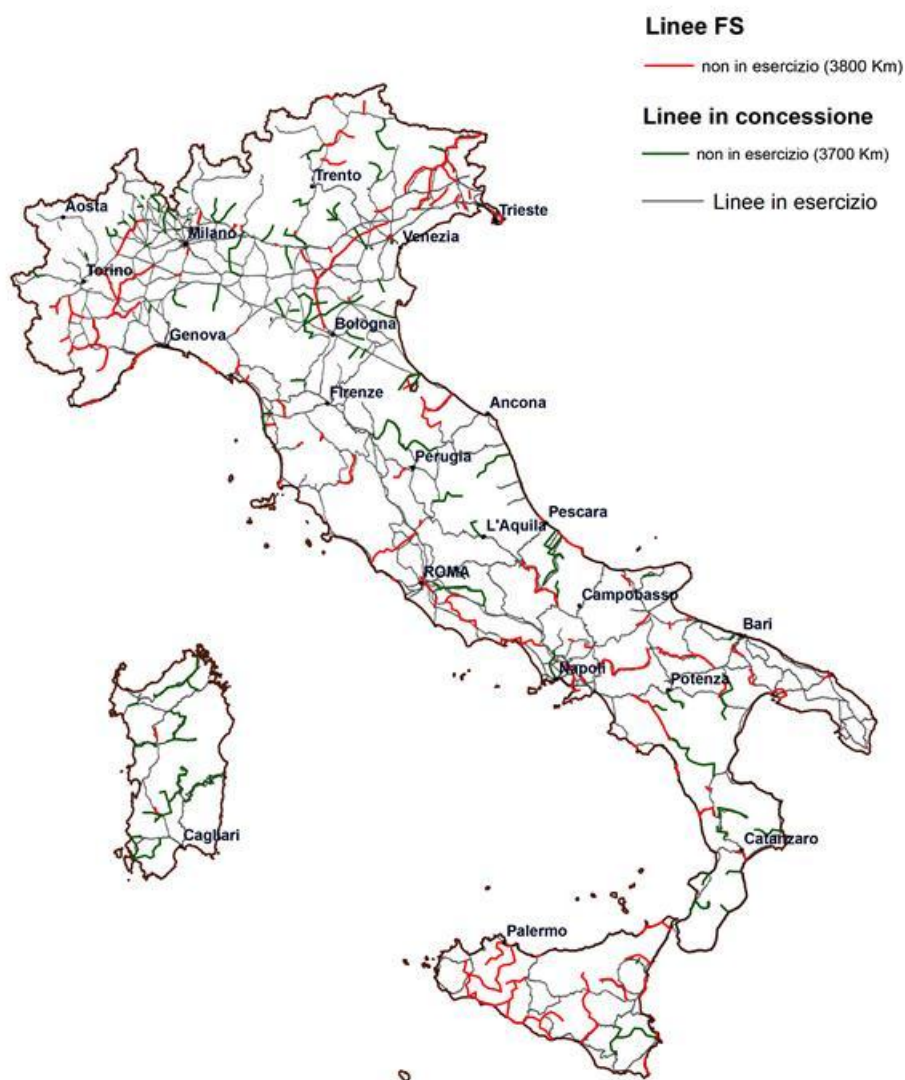 Linee FS
non in esercizio (3800 Km)
Linee in concessione
non in esercizio (3700 Km)
Linee in esercizio
Trento
Aosta
Trieste
Milano
Venezia
Torino
Genova
Bologna
Firenze
Ancona
Perugia
Pescara
L'Aquila
ROMA
Campobasso
Bari
Napoli
Potenza
Cagliari
Catanzaro
Palermo